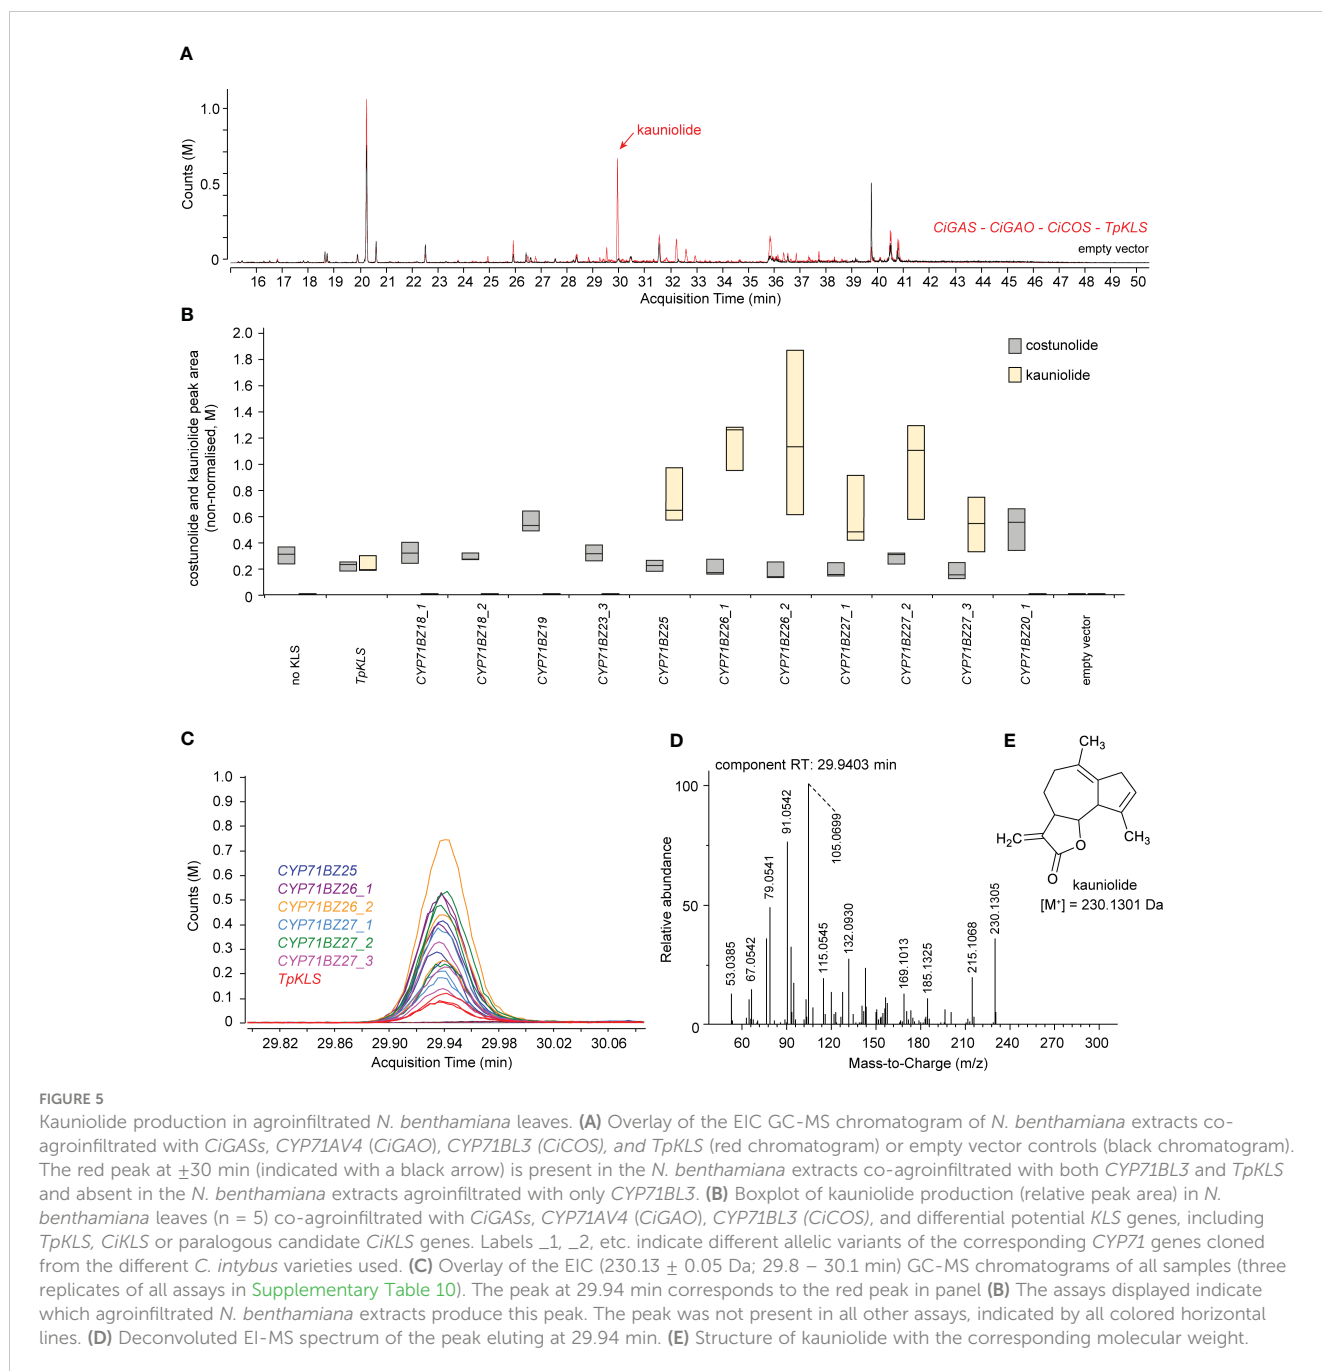 A
1.0
0.5
0
Counts (M)
kauniolide
CiGAS - CiGAO - CiCOS - TpKLS
empty vector
16 17 18 19 20 21 22 23 24 25 26 27 28 29 30 31 32 33 34 35 36 37 38 39 40 41 42 43 44 45 46 47 48 49 50
Acquisition Time (min)
B
costunolide and kauniolide peak area
(non-normalised, M)
2.0
1.8
1.6
1.4
1.2
1.0
0.8
0.6
0.4
0.2
0
costunolide
kauniolide
no KLS
TpKLS
CYP71BZ18_1
CYP71BZ18_2
CYP71BZ19
CYP71BZ23_3
CYP71BZ25
CYP71BZ26_1
CYP71BZ26_2
CYP71BZ27_1
CYP71BZ27_2
CYP71BZ27_3
CYP71BZ20_1
empty vector
C
Counts (M)
1.0
0.9
0.8
0.7
0.6
0.5
0.4
0.3
0.2
0.1
0
CYP71BZ25
CYP71BZ26_1
CYP71BZ26_2
CYP71BZ27_1
CYP71BZ27_2
CYP71BZ27_3
TpKLS
29.82 29.86 29.90 29.94 29.98 30.02 30.06
Acquisition Time (min)
D
component RT: 29.9403 min
Relative abundance
100
50
0
53.0385
67.0542
79.0541
91.0542
105.0699
115.0545
132.0930
169.1013
185.1325
215.1068
230.1305
60 90 120 150 180 210 240 270 300
Mass-to-Charge (m/z)
E
CH3
H2C
CH3
O
O
kauniolide
[M+] = 230.1301 Da
FIGURE 5
Kauniolide production in agroinfiltrated N. benthamiana leaves. (A) Overlay of the EIC GC-MS chromatogram of N. benthamiana extracts co-
agroinfiltrated with CiGASs, CYP71AV4 (CiGAO), CYP71BL3 (CiCOS), and TpKLS (red chromatogram) or empty vector controls (black chromatogram).
The red peak at ±30 min (indicated with a black arrow) is present in the N. benthamiana extracts co-agroinfiltrated with both CYP71BL3 and TpKLS
and absent in the N. benthamiana extracts agroinfiltrated with only CYP71BL3. (B) Boxplot of kauniolide production (relative peak area) in N.
benthamiana leaves (n = 5) co-agroinfiltrated with CiGASs, CYP71AV4 (CiGAO), CYP71BL3 (CiCOS), and differential potential KLS genes, including
TpKLS, CiKLS or paralogous candidate CiKLS genes. Labels _1, _2, etc. indicate different allelic variants of the corresponding CYP71 genes cloned
from the different C. intybus varieties used. (C) Overlay of the EIC (230.13 ± 0.05 Da; 29.8 – 30.1 min) GC-MS chromatograms of all samples (three
replicates of all assays in Supplementary Table 10). The peak at 29.94 min corresponds to the red peak in panel (B) The assays displayed indicate
which agroinfiltrated N. benthamiana extracts produce this peak. The peak was not present in all other assays, indicated by all colored horizontal
lines. (D) Deconvoluted EI-MS spectrum of the peak eluting at 29.94 min. (E) Structure of kauniolide with the corresponding molecular weight.